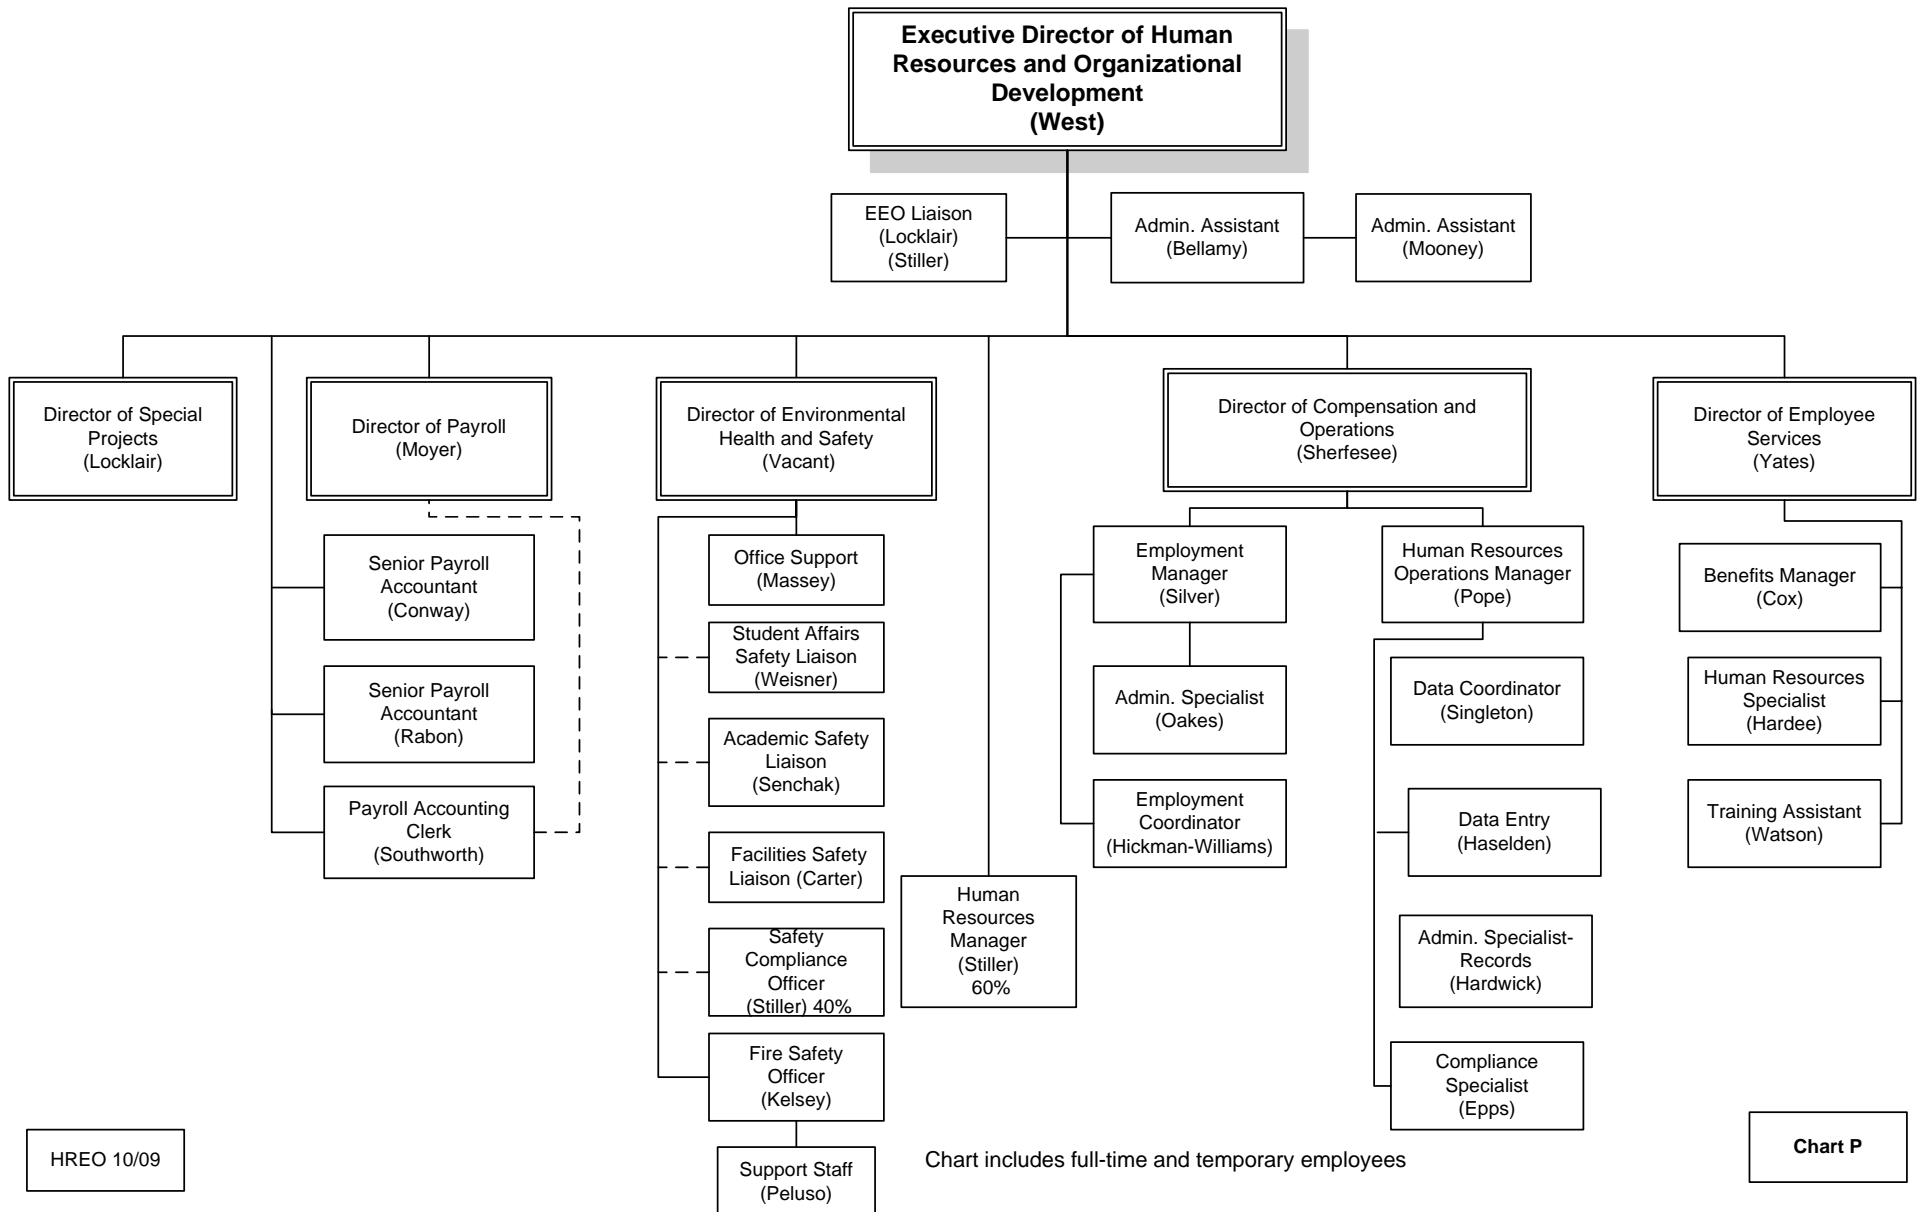 Executive Director of Human
Resources and Organizational
Development
(West)
EEO Liaison
(Locklair)
(Stiller)
Admin. Assistant
(Bellamy)
Admin. Assistant
(Mooney)
Director of Special
Projects
(Locklair)
Director of Payroll
(Moyer)
Director of Environmental
Health and Safety
(Vacant)
Director of Compensation and
Operations
(Sherfesee)
Director of Employee
Services
(Yates)
Senior Payroll
Accountant
(Conway)
Senior Payroll
Accountant
(Rabon)
Payroll Accounting
Clerk
(Southworth)
Office Support
(Massey)
Student Affairs
Safety Liaison
(Weisner)
Academic Safety
Liaison
(Senchak)
Facilities Safety
Liaison (Carter)
Safety
Compliance
Officer
(Stiller) 40%
Fire Safety
Officer
(Kelsey)
Support Staff
(Peluso)
Human
Resources
Manager
(Stiller)
60%
Employment
Manager
(Silver)
Admin. Specialist
(Oakes)
Employment
Coordinator
(Hickman-Williams)
Human Resources
Operations Manager
(Pope)
Data Coordinator
(Singleton)
Data Entry
(Haselden)
Admin. Specialist-
Records
(Hardwick)
Compliance
Specialist
(Epps)
Benefits Manager
(Cox)
Human Resources
Specialist
(Hardee)
Training Assistant
(Watson)
HREO 10/09
Chart includes full-time and temporary employees
Chart P